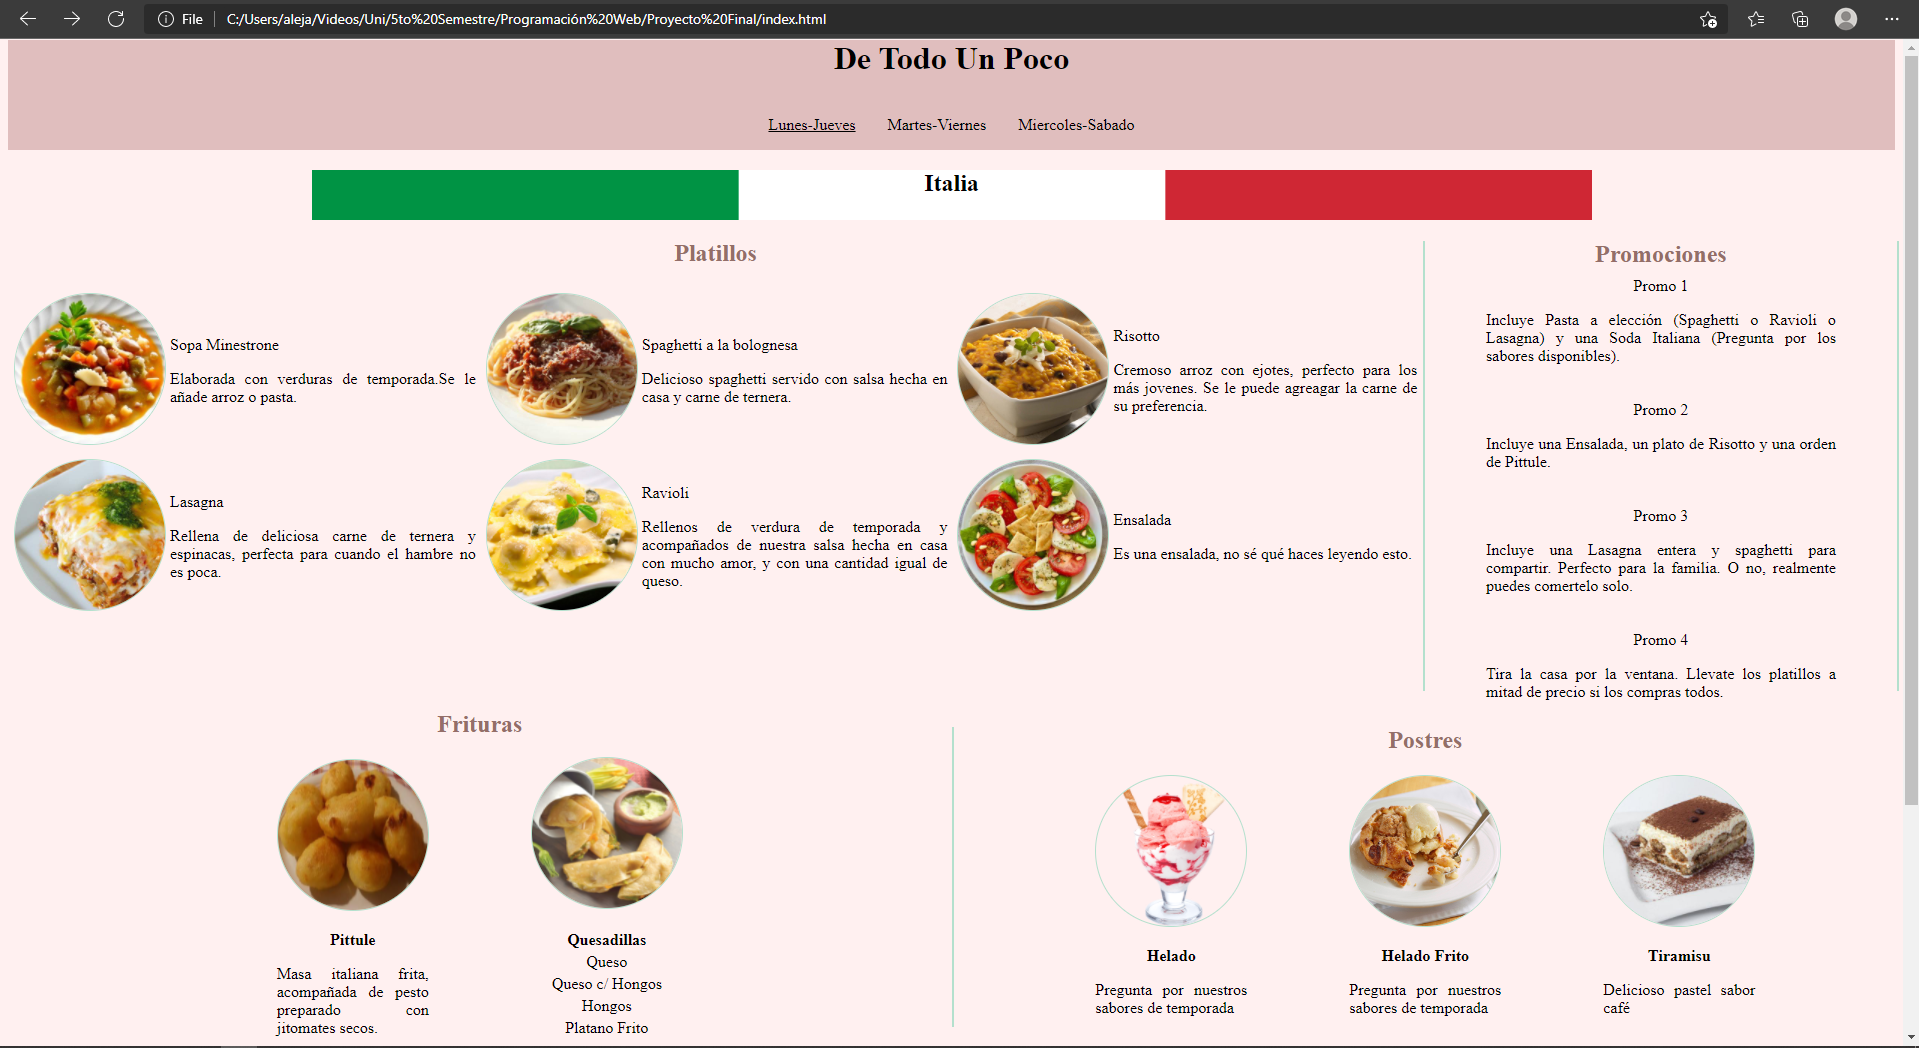 File
C:/Users/aleja/Videos/Uni/5to%20Semestre/Programación%20Web/Proyecto%20Final/index.html
De Todo Un Poco
Lunes-Jueves Martes-Viernes Miercoles-Sabado
Italia
Platillos
Sopa Minestrone
Elaborada con verduras de temporada.Se le
añade arroz o pasta.
Spaghetti a la bolognesa
Delicioso spaghetti servido con salsa hecha en
casa y carne de ternera.
Risotto
Cremoso arroz con ejotes, perfecto para los
más jovenes. Se le puede agreagar la carne de
su preferencia.
Lasagna
Rellena de deliciosa carne de ternera y
espinacas, perfecta para cuando el hambre no
es poca.
Ravioli
Rellenos de verdura de temporada y
acompañados de nuestra salsa hecha en casa
con mucho amor, y con una cantidad igual de
queso.
Ensalada
Es una ensalada, no sé qué haces leyendo esto.
Promociones
Promo 1
Incluye Pasta a elección (Spaghetti o Ravioli o
Lasagna) y una Soda Italiana (Pregunta por los
sabores disponibles).
Promo 2
Incluye una Ensalada, un plato de Risotto y una orden
de Pittule.
Promo 3
Incluye una Lasagna entera y spaghetti para
compartir. Perfecto para la familia. O no, realmente
puedes comertelo solo.
Promo 4
Tira la casa por la ventana. Llevate los platillos a
mitad de precio si los compras todos.
Frituras
Pittule
Masa italiana frita,
acompañada de pesto
preparado con
jitomates secos.
Quesadillas
Queso
Queso c/ Hongos
Hongos
Platano Frito
Postres
Helado
Pregunta por nuestros
sabores de temporada
Helado Frito
Pregunta por nuestros
sabores de temporada
Tiramisu
Delicioso pastel sabor
café